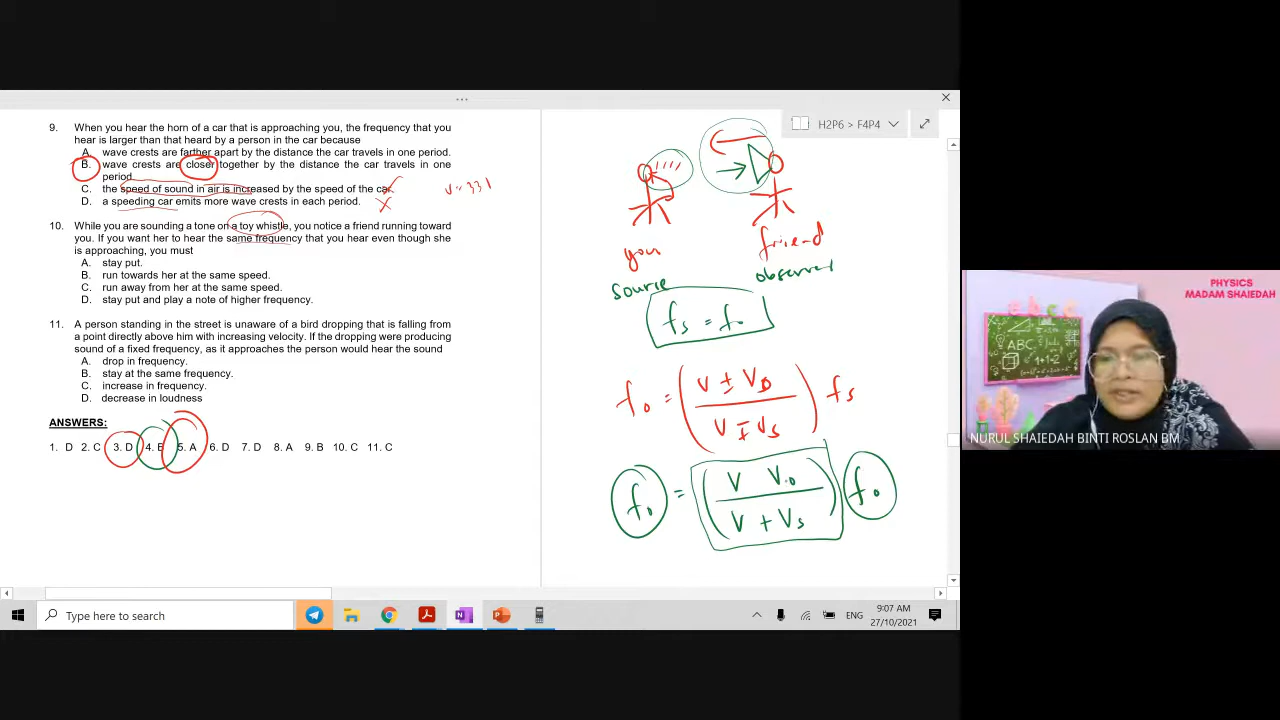 H2P6 > F4P4
9. When you hear the horn of a car that is approaching you, the frequency that you
hear is larger than that heard by a person in the car because
A. wave crests are farther apart by the distance the car travels in one period.
B. wave crests are closer together by the distance the car travels in one
period.
C. the speed of sound in air is increased by the speed of the car.
D. a speeding car emits more wave crests in each period.
v = 331
10. While you are sounding a tone on a toy whistle, you notice a friend running toward
you. If you want her to hear the same frequency that you hear even though she
is approaching, you must
A. stay put.
B. run towards her at the same speed.
C. run away from her at the same speed.
D. stay put and play a note of higher frequency.
11. A person standing in the street is unaware of a bird dropping that is falling from
a point directly above him with increasing velocity. If the dropping were producing
sound of a fixed frequency, as it approaches the person would hear the sound
A. drop in frequency.
B. stay at the same frequency.
C. increase in frequency.
D. decrease in loudness
ANSWERS:
1. D 2. C 3. D 4. B 5. A 6. D 7. D 8. A 9. B 10. C 11. C
you
friend
source
observer
fs = fo
fo = (V ± Vo / V ∓ Vs) fs
fo = (V Vo / V + Vs) fo
PHYSICS
MADAM SHAIEDAH
ABC
1+1=2
NURUL SHAIEDAH BINTI ROSLAN BM
Type here to search
ENG
9:07 AM
27/10/2021